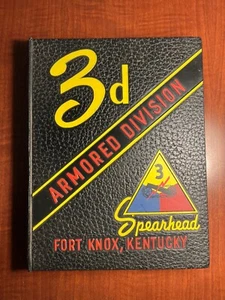 3d
ARMORED DIVISION
3
Spearhead
FORT KNOX, KENTUCKY